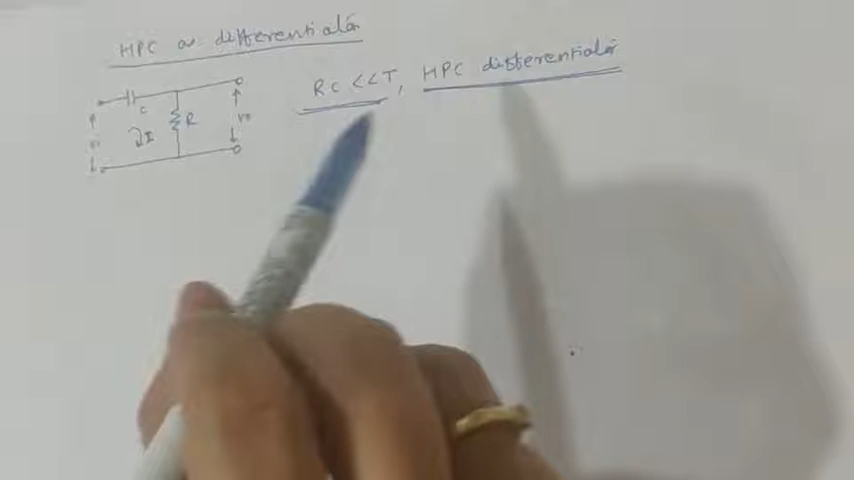 HPC as differentiator
RC <<T, HPC differentiator
C
R
I
Vi
Vo